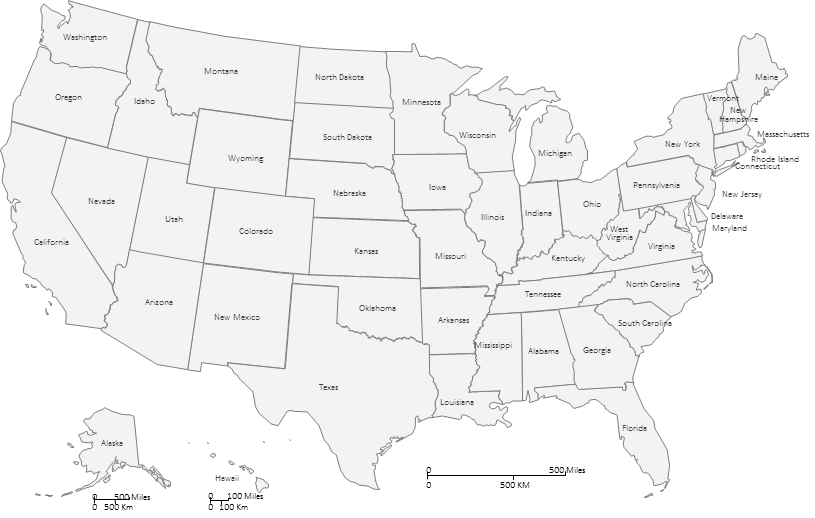 Washington
Montana
North Dakota
Minnesota
Maine
Oregon
Idaho
Vermont
New
Hampshire
South Dakota
Wisconsin
Massachusetts
New York
Michigan
Wyoming
Rhode Island
Connecticut
Iowa
Pennsylvania
Nebraska
New Jersey
Nevada
Ohio
Illinois
Indiana
Utah
Delaware
Colorado
West
Virginia
Maryland
California
Virginia
Kansas
Missouri
Kentucky
North Carolina
Tennessee
Arizona
Oklahoma
New Mexico
Arkansas
South Carolina
Mississippi
Alabama
Georgia
Texas
Louisiana
Florida
Alaska
Hawaii
0 500 Miles
0 500 KM
0 500 Miles
0 500 Km
0 100 Miles
0 100 Km